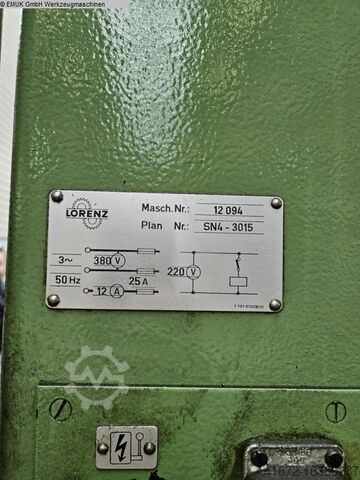 © EMUK GmbH Werkzeugmaschinen
LORENZ
Masch. Nr.: 12 094
Plan Nr.: SN4 - 3015
3~ 380 V 220 V
50 Hz 12 A 25 A